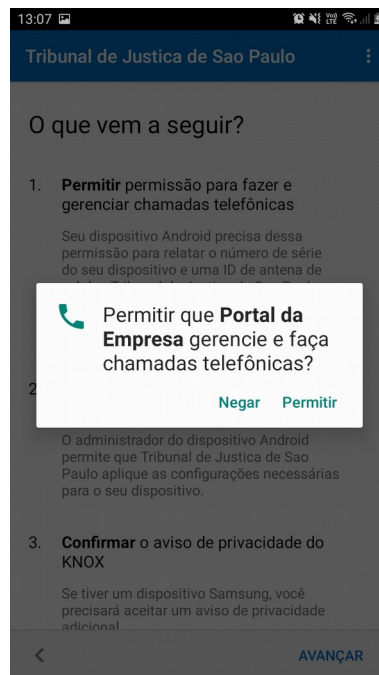 13:07
Vo)) LTE
Tribunal de Justica de Sao Paulo
O que vem a seguir?
1. Permitir permissão para fazer e
gerenciar chamadas telefônicas
Seu dispositivo Android precisa dessa
permissão para relatar o número de série
do seu dispositivo e uma ID de antena de
Permitir que Portal da
Empresa gerencie e faça
chamadas telefônicas?
Negar Permitir
2
O administrador do dispositivo Android
permite que Tribunal de Justica de Sao
Paulo aplique as configurações necessárias
para o seu dispositivo.
3. Confirmar o aviso de privacidade do
KNOX
Se tiver um dispositivo Samsung, você
precisará aceitar um aviso de privacidade
adicional
AVANÇAR